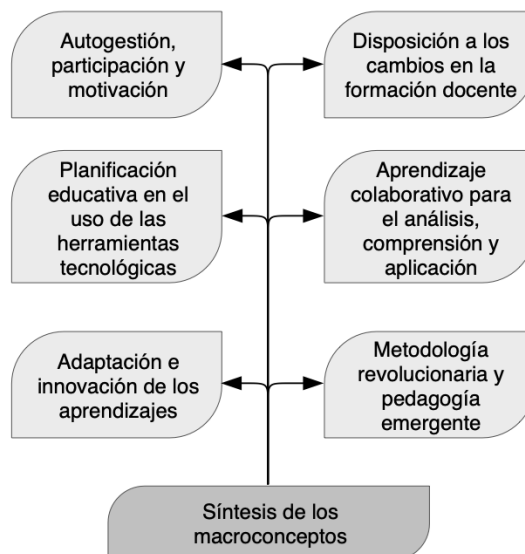 Autogestión,
participación y
motivación
Disposición a los
cambios en la
formación docente
Planificación
educativa en el
uso de las
herramientas
tecnológicas
Aprendizaje
colaborativo para
el análisis,
comprensión y
aplicación
Adaptación e
innovación de los
aprendizajes
Metodología
revolucionaria y
pedagogía
emergente
Síntesis de los
macroconceptos